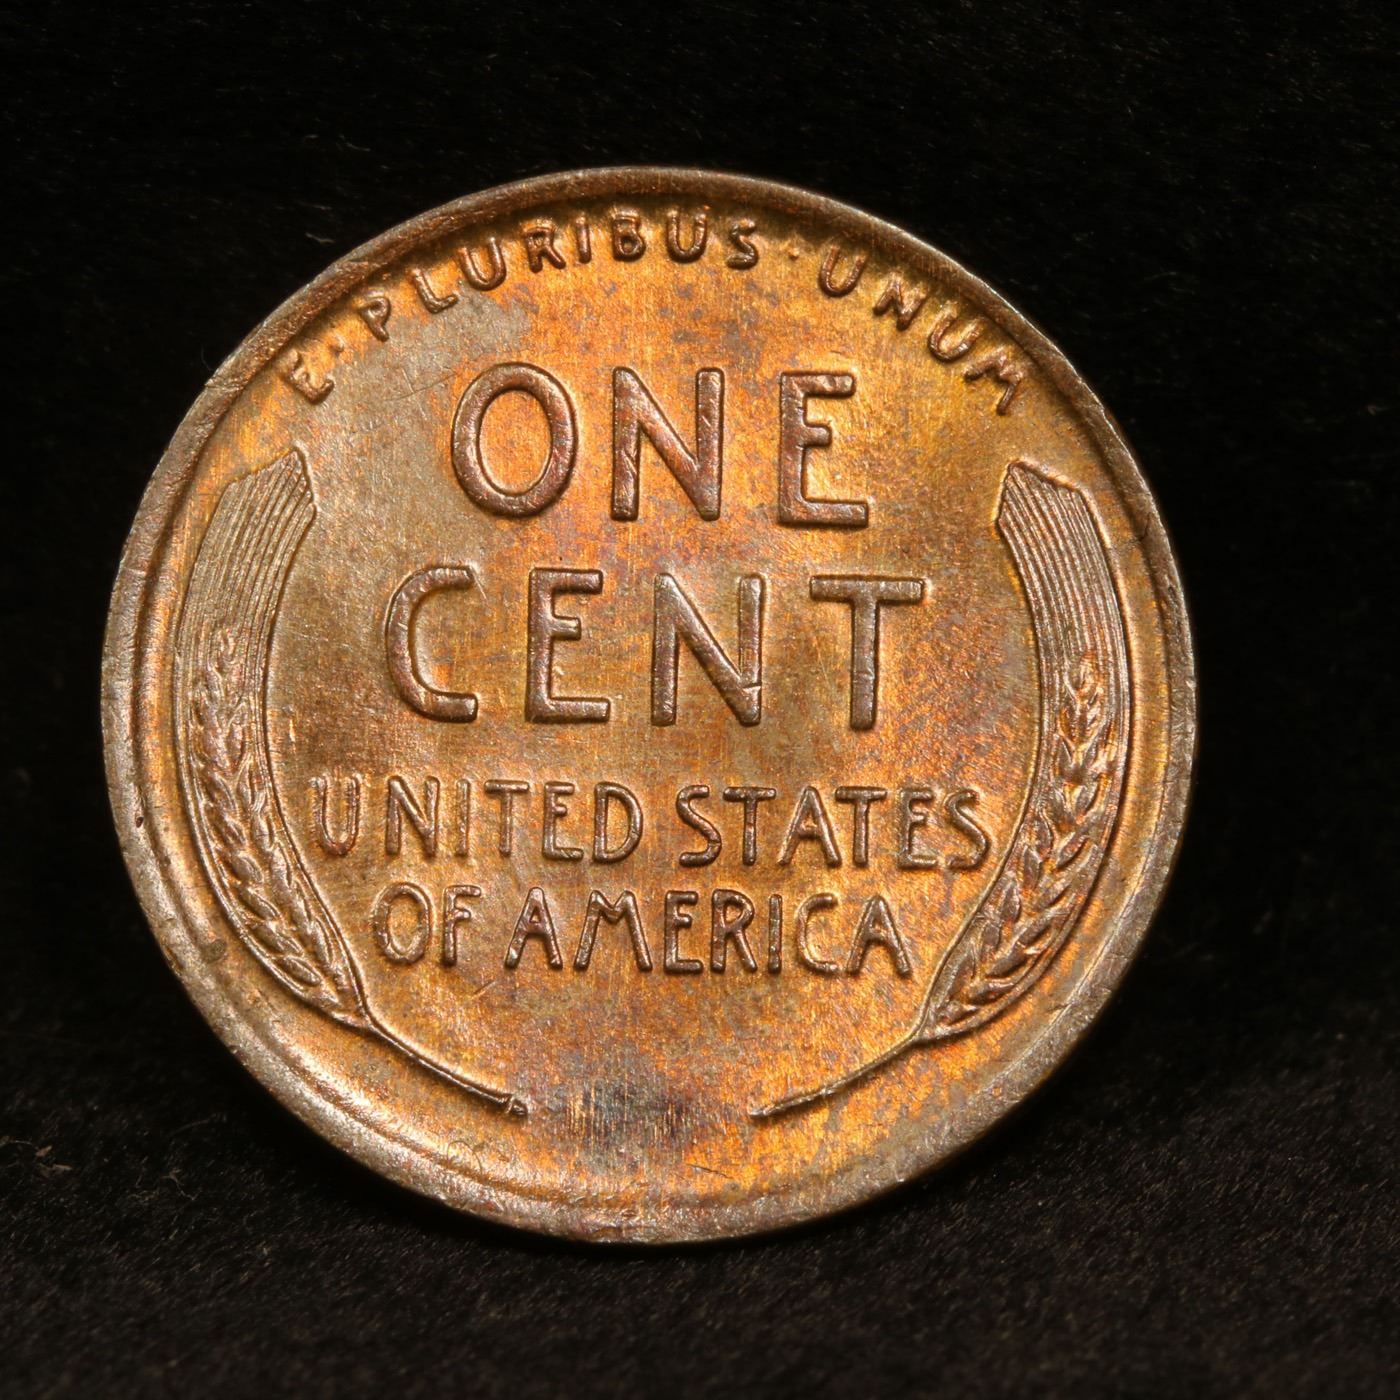 E · PLURIBUS · UNUM
ONE
CENT
UNITED STATES
OF AMERICA